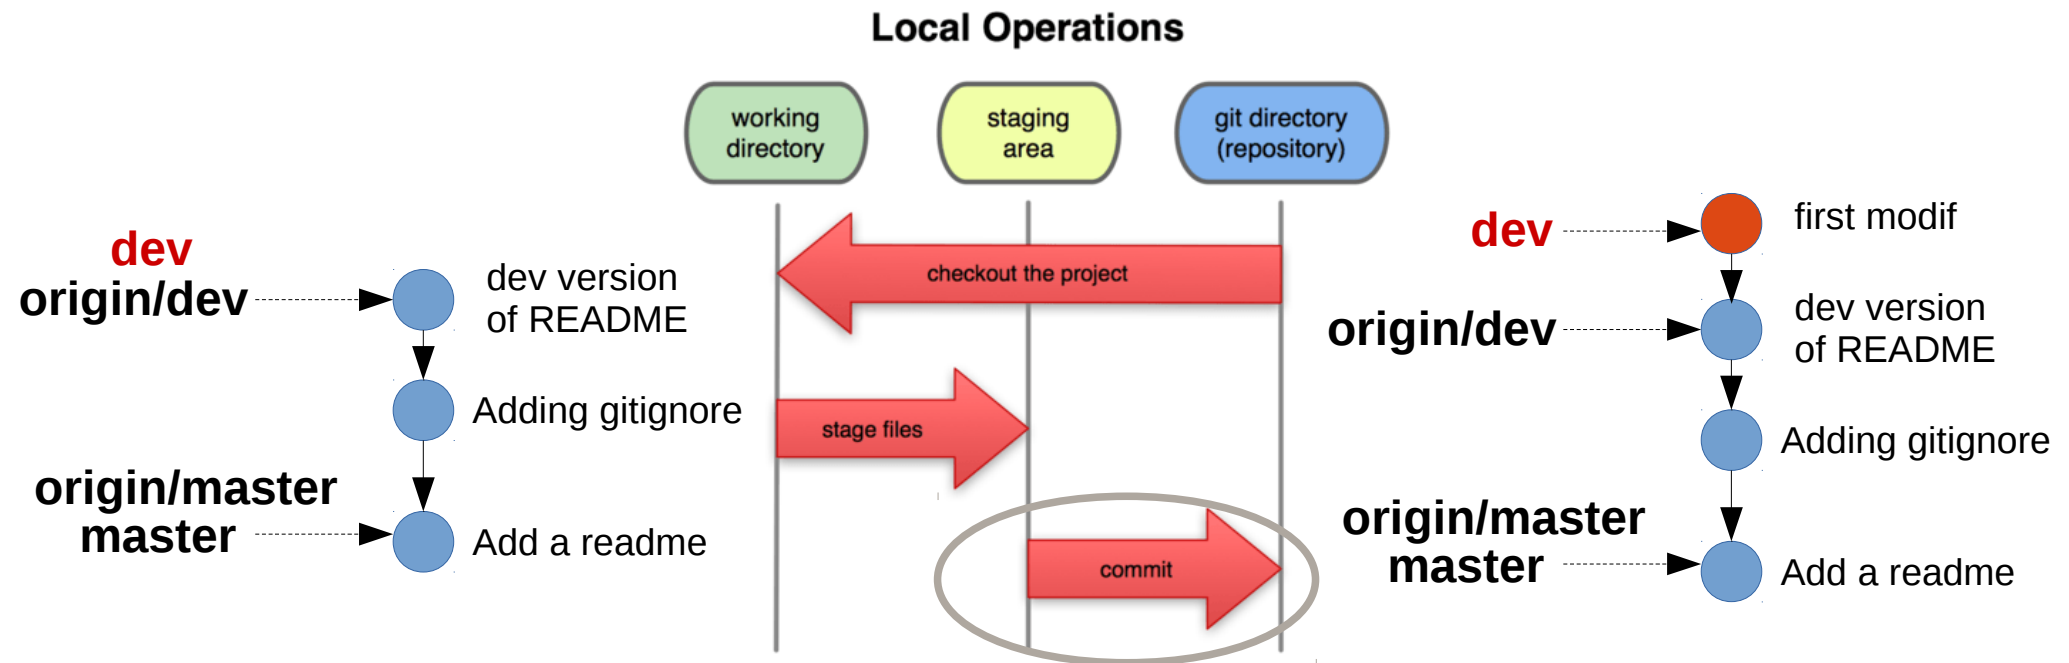 Local Operations
working
directory
staging
area
git directory
(repository)
dev
origin/dev
dev version
of README
Adding gitignore
origin/master
master
Add a readme
checkout the project
stage files
commit
dev
first modif
origin/dev
dev version
of README
Adding gitignore
origin/master
master
Add a readme